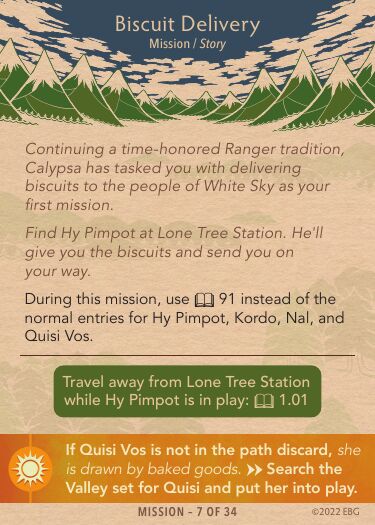 Biscuit Delivery
Mission / Story
Continuing a time-honored Ranger tradition,
Calypsa has tasked you with delivering
biscuits to the people of White Sky as your
first mission.
Find Hy Pimpot at Lone Tree Station. He'll
give you the biscuits and send you on
your way.
During this mission, use 91 instead of the
normal entries for Hy Pimpot, Kordo, Nal, and
Quisi Vos.
Travel away from Lone Tree Station
while Hy Pimpot is in play: 1.01
If Quisi Vos is not in the path discard, she
is drawn by baked goods. Search the
Valley set for Quisi and put her into play.
MISSION – 7 OF 34
©2022 EBG